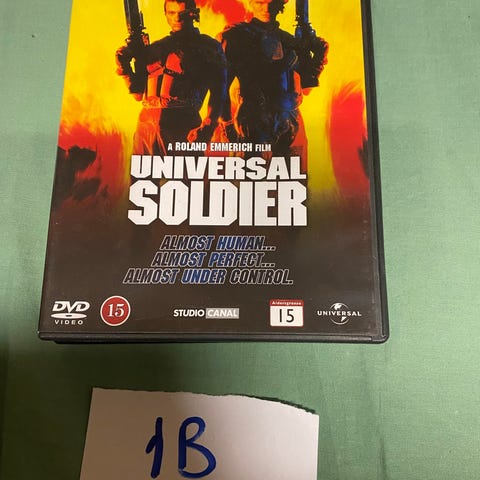 A ROLAND EMMERICH FILM
UNIVERSAL
SOLDIER
ALMOST HUMAN...
ALMOST PERFECT...
ALMOST UNDER CONTROL.
DVD
VIDEO
15
STUDIO CANAL
Aldersgrense
15
UNIVERSAL
1B